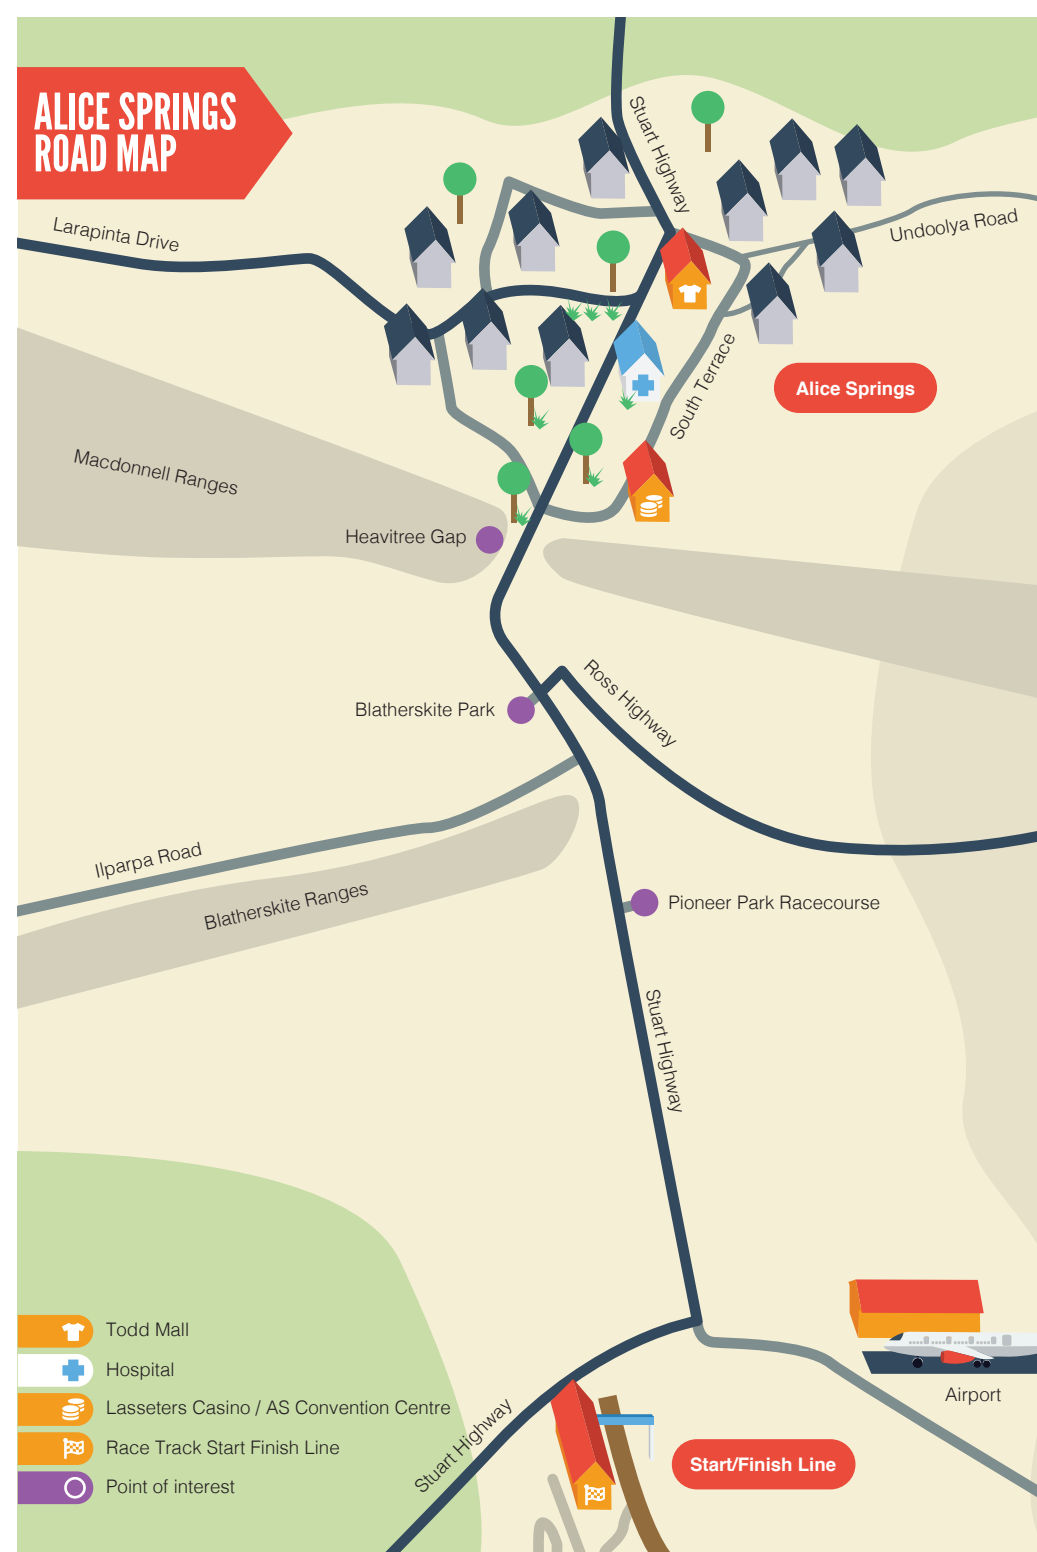 ALICE SPRINGS
ROAD MAP
Stuart Highway
Larapinta Drive
Undoolya Road
South Terrace
Alice Springs
Macdonnell Ranges
Heavitree Gap
Ross Highway
Blatherskite Park
Ilparpa Road
Blatherskite Ranges
Pioneer Park Racecourse
Stuart Highway
Todd Mall
Hospital
Lasseters Casino / AS Convention Centre
Race Track Start Finish Line
Point of interest
Stuart Highway
Airport
Start/Finish Line